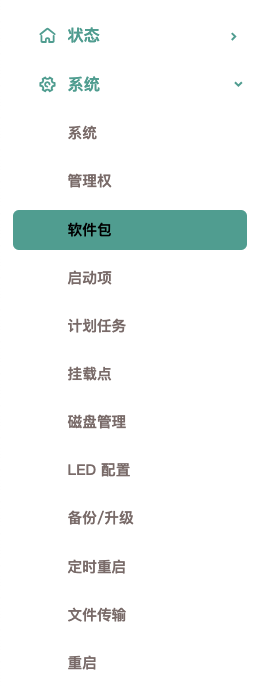 状态
系统
系统
管理权
软件包
启动项
计划任务
挂载点
磁盘管理
LED 配置
备份/升级
定时重启
文件传输
重启